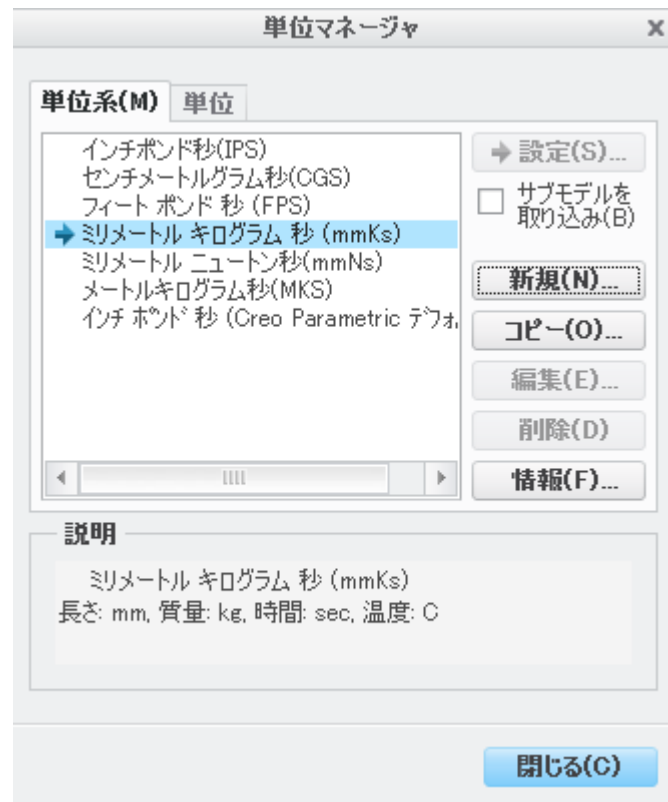 単位マネージャ
単位系(M) 単位
インチポンド秒(IPS)
センチメートルグラム秒(CGS)
フィート ポンド 秒 (FPS)
ミリメートル キログラム 秒 (mmKs)
ミリメートル ニュートン秒(mmNs)
メートルキログラム秒(MKS)
インチ ポンド 秒 (Creo Parametric デフォ
設定(S)...
サブモデルを
取り込み(B)
新規(N)...
コピー(O)...
編集(E)...
削除(D)
情報(F)...
説明
ミリメートル キログラム 秒 (mmKs)
長さ: mm, 質量: kg, 時間: sec, 温度: C
閉じる(C)